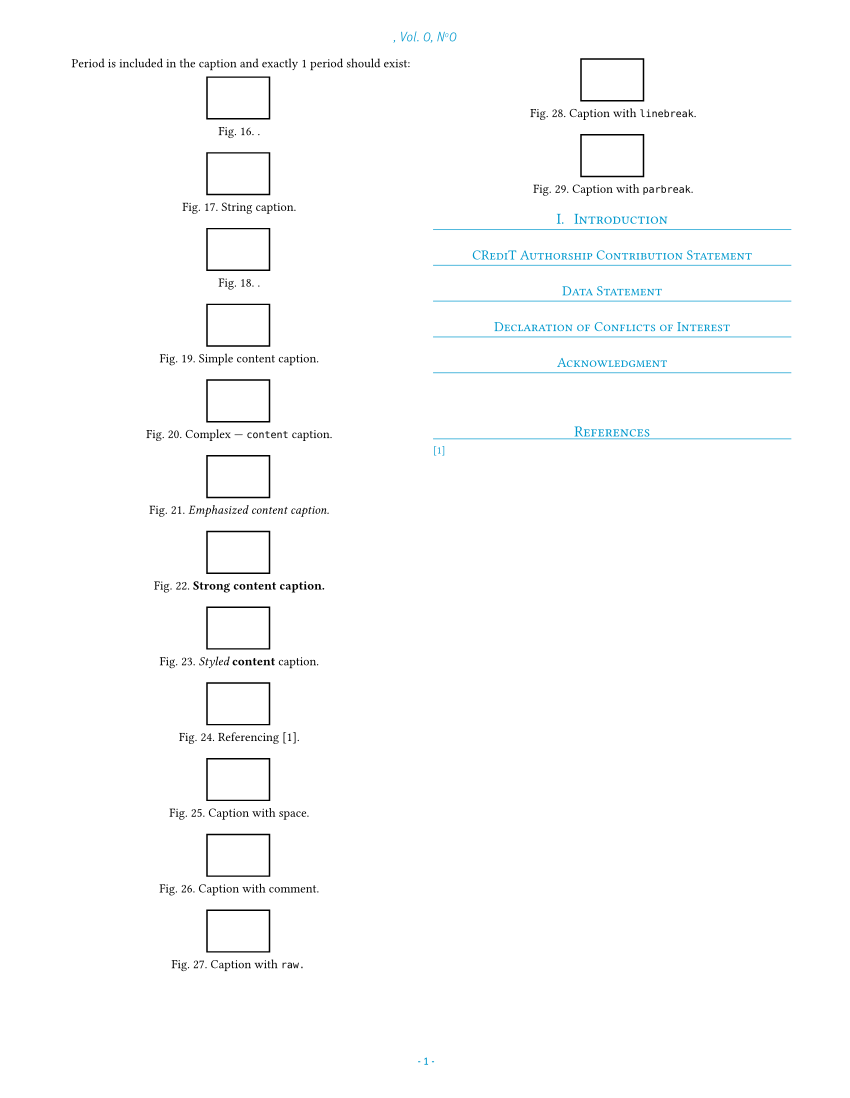 , Vol. 0, Nº0
Period is included in the caption and exactly 1 period should exist:
Fig. 16. .
Fig. 17. String caption.
Fig. 18. .
Fig. 19. Simple content caption.
Fig. 20. Complex — content caption.
Fig. 21. Emphasized content caption.
Fig. 22. Strong content caption.
Fig. 23. Styled content caption.
Fig. 24. Referencing [1].
Fig. 25. Caption with space.
Fig. 26. Caption with comment.
Fig. 27. Caption with raw.
Fig. 28. Caption with linebreak.
Fig. 29. Caption with parbreak.
I. Introduction
CRediT Authorship Contribution Statement
Data Statement
Declaration of Conflicts of Interest
Acknowledgment
References
[1]
- 1 -